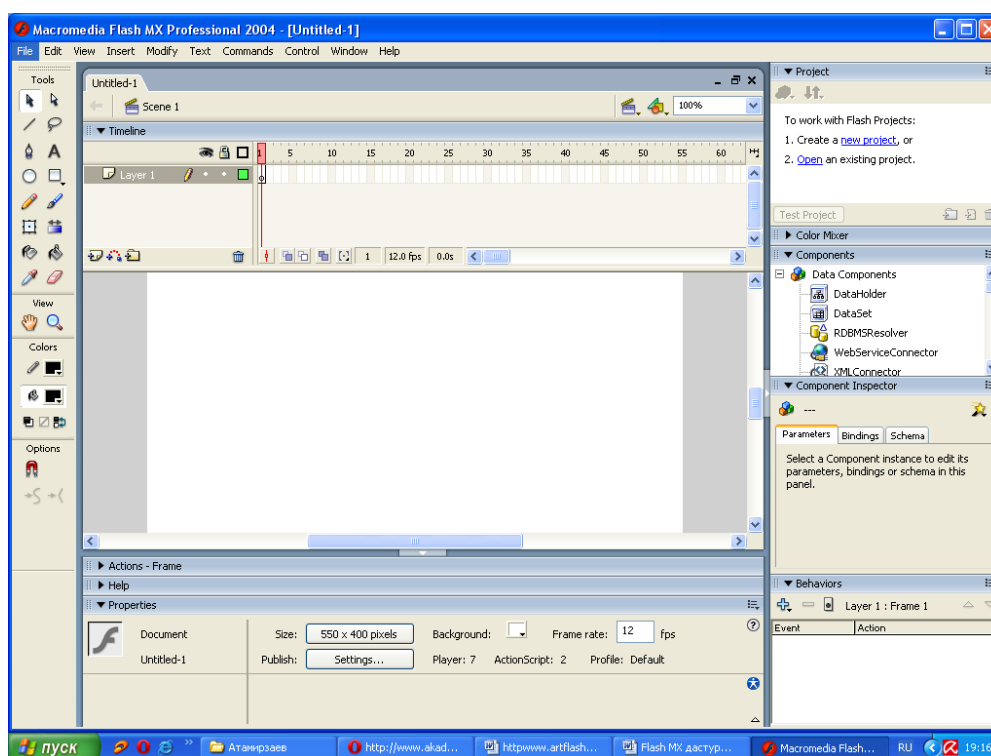 Macromedia Flash MX Professional 2004 - [Untitled-1]
File Edit View Insert Modify Text Commands Control Window Help
Tools
View
Colors
Options
Untitled-1
Scene 1
100%
Timeline
1 5 10 15 20 25 30 35 40 45 50 55 60
Layer 1
1 12.0 fps 0.0s
Actions - Frame
Help
Properties
Document
Size: 550 x 400 pixels Background: Frame rate: 12 fps
Untitled-1
Publish: Settings... Player: 7 ActionScript: 2 Profile: Default
Project
To work with Flash Projects:
1. Create a new project, or
2. Open an existing project.
Test Project
Color Mixer
Components
Data Components
DataHolder
DataSet
RDBMSResolver
WebServiceConnector
XMLConnector
Component Inspector
---
Parameters Bindings Schema
Select a Component instance to edit its
parameters, bindings or schema in this
panel.
Behaviors
Layer 1 : Frame 1
Event Action
пуск
Атанирзаев
http://www.akad...
httpwww.artflash...
Flash MX дастур...
Macromedia Flash...
RU 19:16